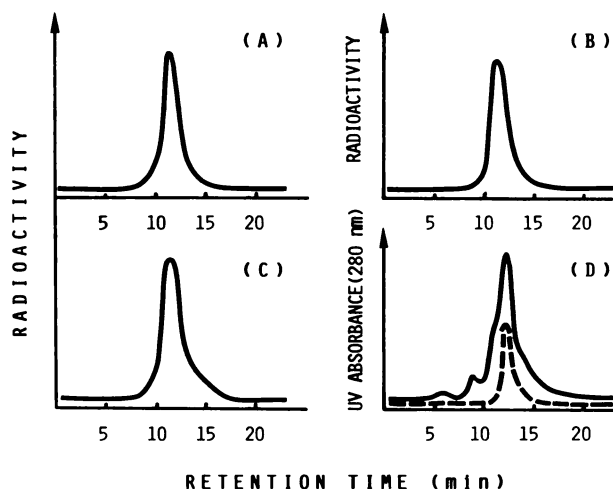 (A)
(B)
RADIOACTIVITY
RADIOACTIVITY
5 10 15 20
5 10 15 20
(C)
(D)
UV ABSORBANCE(280 nm)
5 10 15 20
5 10 15 20
RETENTION TIME (min)